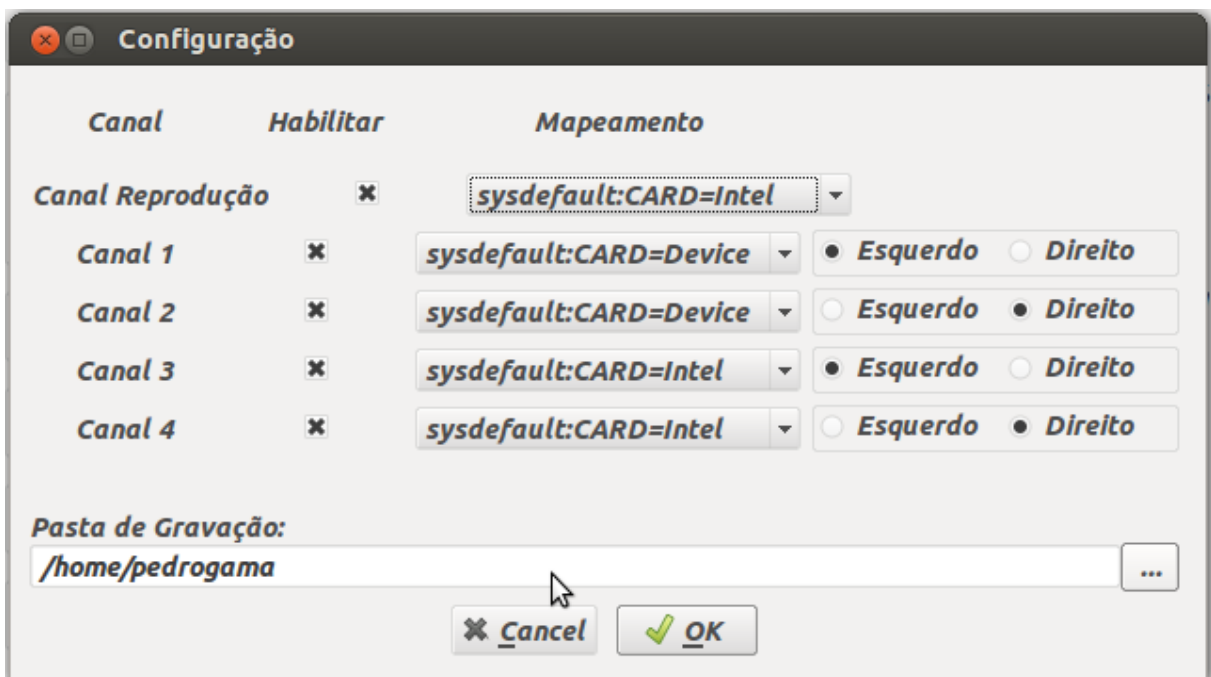 Configuração
Canal Habilitar Mapeamento
Canal Reprodução sysdefault:CARD=Intel
Canal 1 sysdefault:CARD=Device Esquerdo Direito
Canal 2 sysdefault:CARD=Device Esquerdo Direito
Canal 3 sysdefault:CARD=Intel Esquerdo Direito
Canal 4 sysdefault:CARD=Intel Esquerdo Direito
Pasta de Gravação:
/home/pedrogama ...
Cancel OK